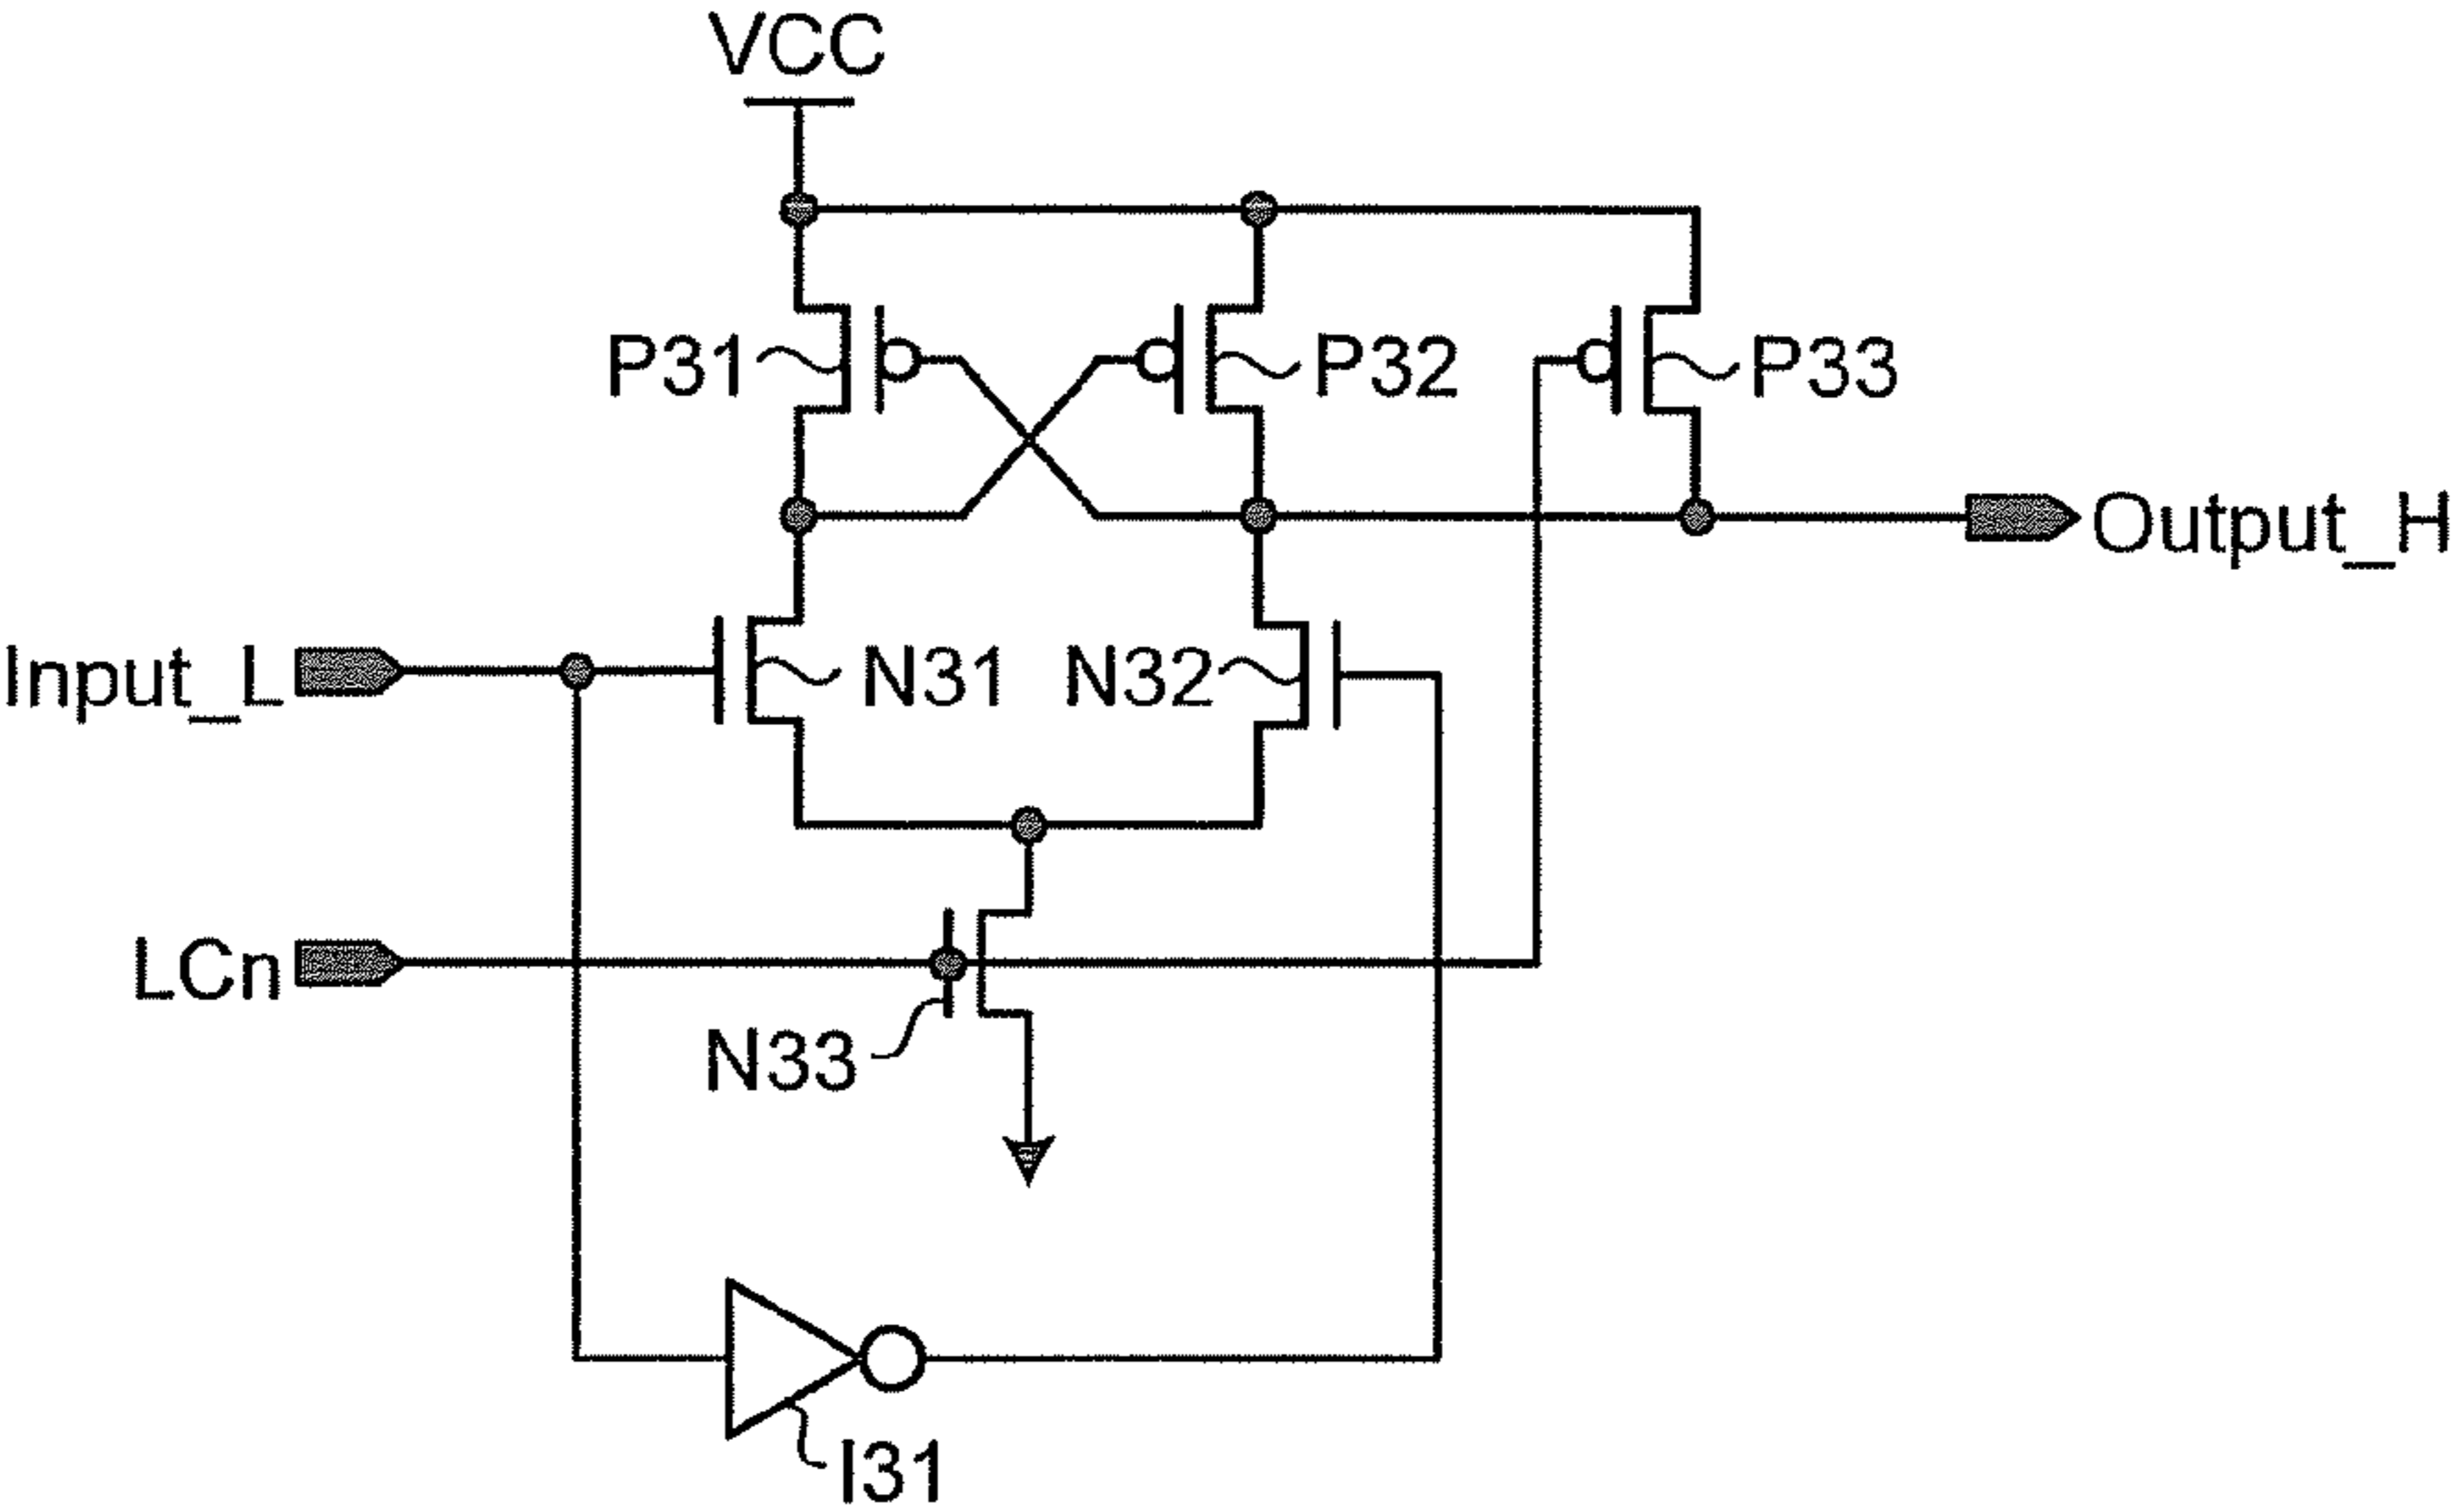 VCC
P31
P32
P33
Output_H
Input_L
N31
N32
LCn
N33
I31